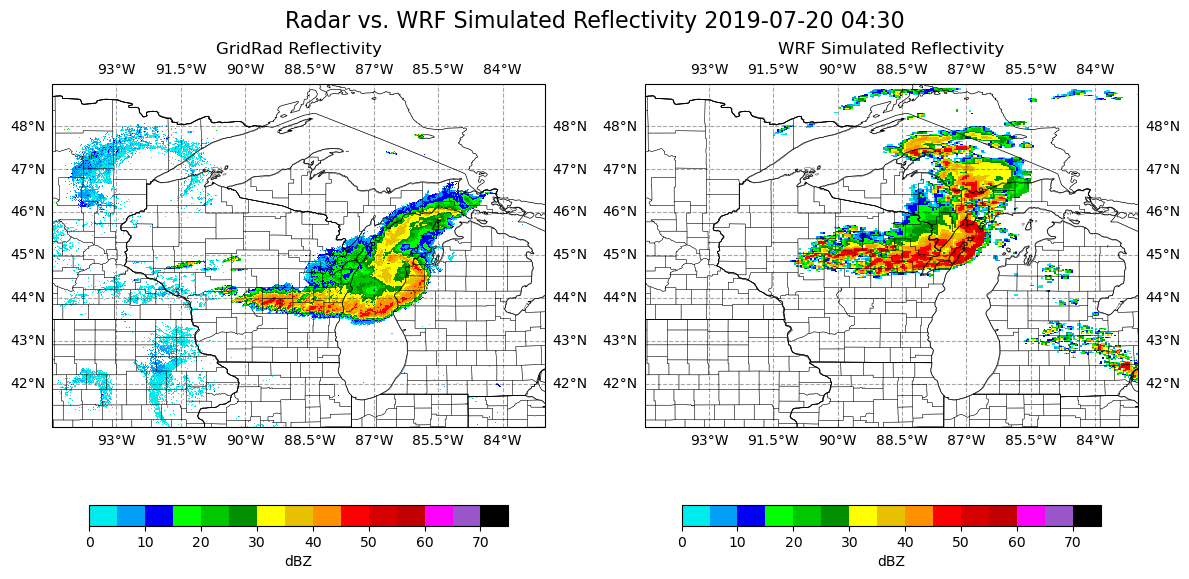 Radar vs. WRF Simulated Reflectivity 2019-07-20 04:30
GridRad Reflectivity
93°W 91.5°W 90°W 88.5°W 87°W 85.5°W 84°W
48°N 48°N
47°N 47°N
46°N 46°N
45°N 45°N
44°N 44°N
43°N 43°N
42°N 42°N
93°W 91.5°W 90°W 88.5°W 87°W 85.5°W 84°W
0 10 20 30 40 50 60 70
dBZ
WRF Simulated Reflectivity
93°W 91.5°W 90°W 88.5°W 87°W 85.5°W 84°W
48°N 48°N
47°N 47°N
46°N 46°N
45°N 45°N
44°N 44°N
43°N 43°N
42°N 42°N
93°W 91.5°W 90°W 88.5°W 87°W 85.5°W 84°W
0 10 20 30 40 50 60 70
dBZ